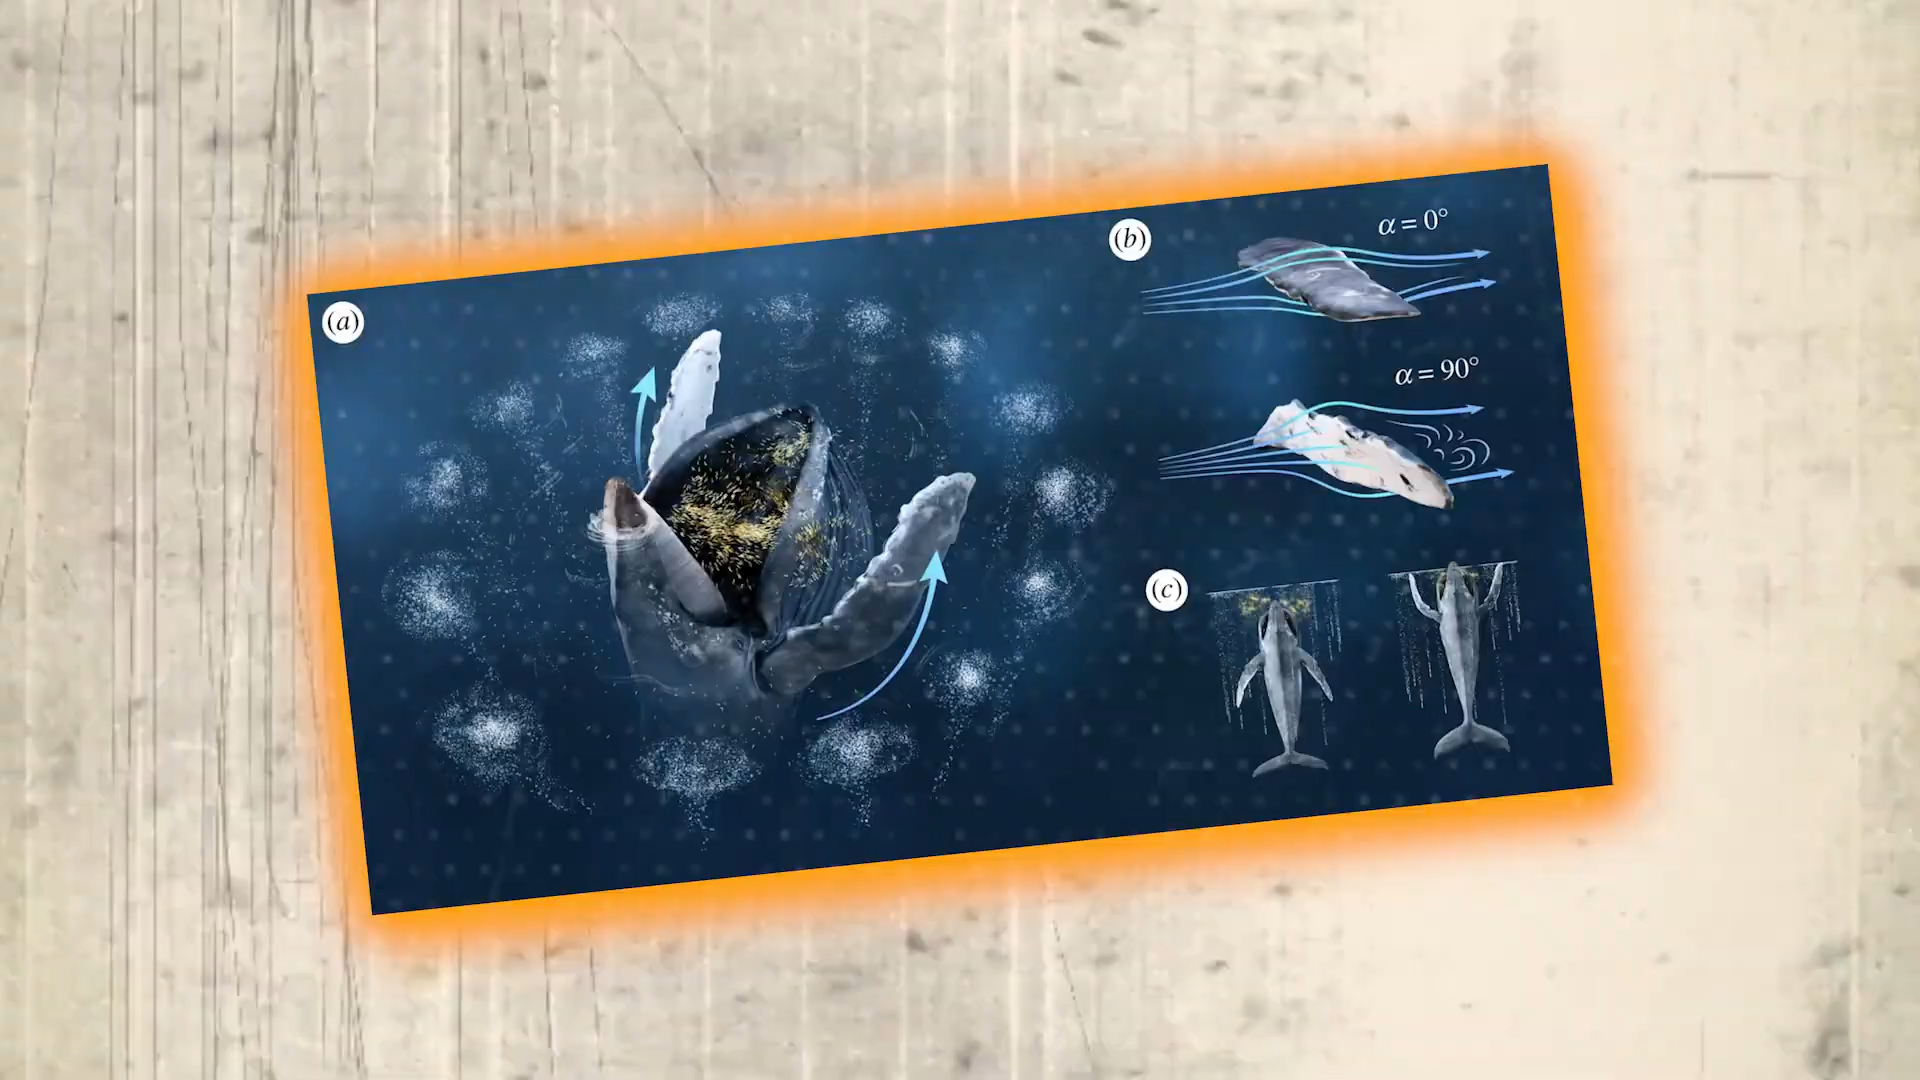 (a)
(b)
α = 0°
α = 90°
(c)